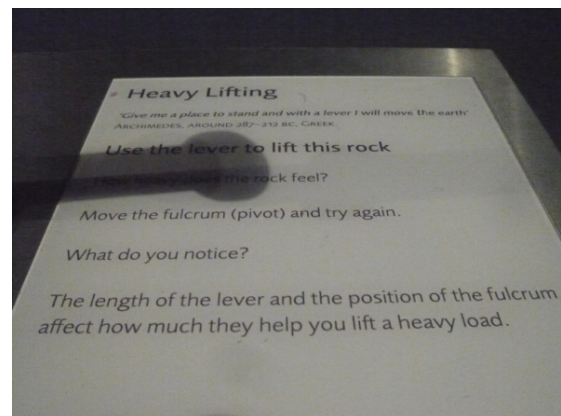 Heavy Lifting
'Give me a place to stand and with a lever I will move the earth'
ARCHIMEDES, AROUND 287–212 BC, GREEK.
Use the lever to lift this rock
How heavy does the rock feel?
Move the fulcrum (pivot) and try again.
What do you notice?
The length of the lever and the position of the fulcrum
affect how much they help you lift a heavy load.